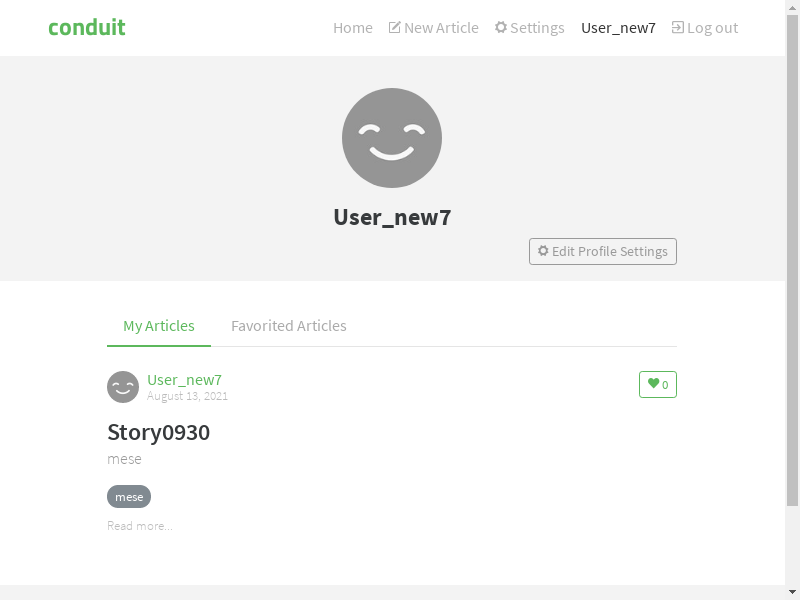 conduit
Home New Article Settings User_new7 Log out
User_new7
Edit Profile Settings
My Articles Favorited Articles
User_new7
August 13, 2021
0
Story0930
mese
mese
Read more...